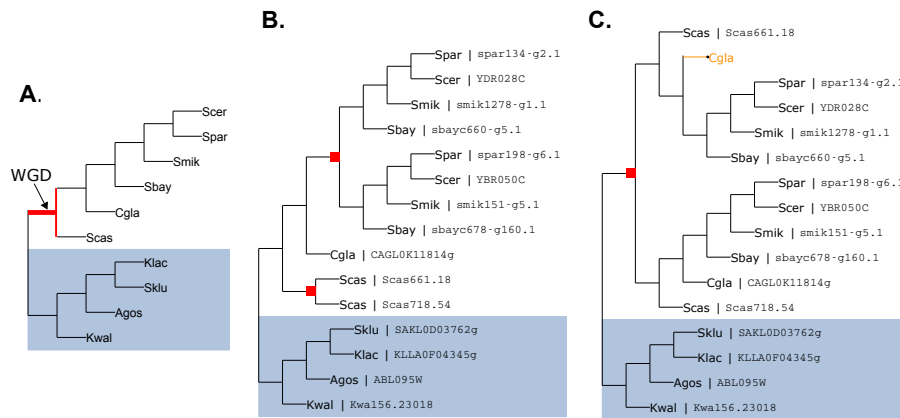 A.
WGD
Scer
Spar
Smik
Sbay
Cgla
Scas
Klac
Sklu
Agos
Kwal
B.
Spar | spar134-g2.1
Scer | YDR028C
Smik | smik1278-g1.1
Sbay | sbayc660-g5.1
Spar | spar198-g6.1
Scer | YBR050C
Smik | smik151-g5.1
Sbay | sbayc678-g160.1
Cgla | CAGL0K11814g
Scas | Scas661.18
Scas | Scas718.54
Sklu | SAKL0D03762g
Klac | KLLA0F04345g
Agos | ABL095W
Kwal | Kwal56.23018
C.
Scas | Scas661.18
Cgla
Spar | spar134-g2.1
Scer | YDR028C
Smik | smik1278-g1.1
Sbay | sbayc660-g5.1
Spar | spar198-g6.1
Scer | YBR050C
Smik | smik151-g5.1
Sbay | sbayc678-g160.1
Cgla | CAGL0K11814g
Scas | Scas718.54
Sklu | SAKL0D03762g
Klac | KLLA0F04345g
Agos | ABL095W
Kwal | Kwal56.23018